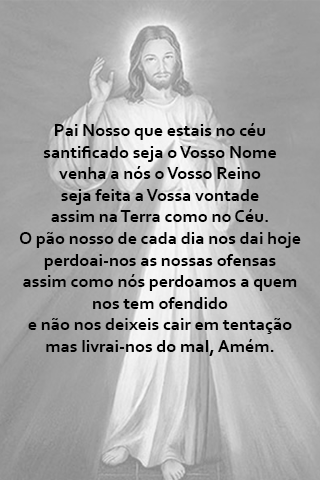 Pai Nosso que estais no céu
santificado seja o Vosso Nome
venha a nós o Vosso Reino
seja feita a Vossa vontade
assim na Terra como no Céu.
O pão nosso de cada dia nos dai hoje
perdoai-nos as nossas ofensas
assim como nós perdoamos a quem
nos tem ofendido
e não nos deixeis cair em tentação
mas livrai-nos do mal, Amém.